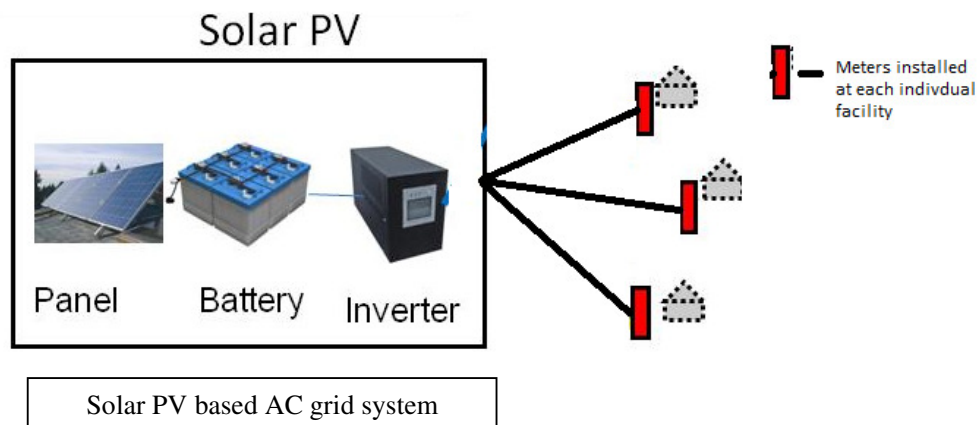 Solar PV
Panel
Battery
Inverter
Meters installed
at each indivdual
facility
Solar PV based AC grid system